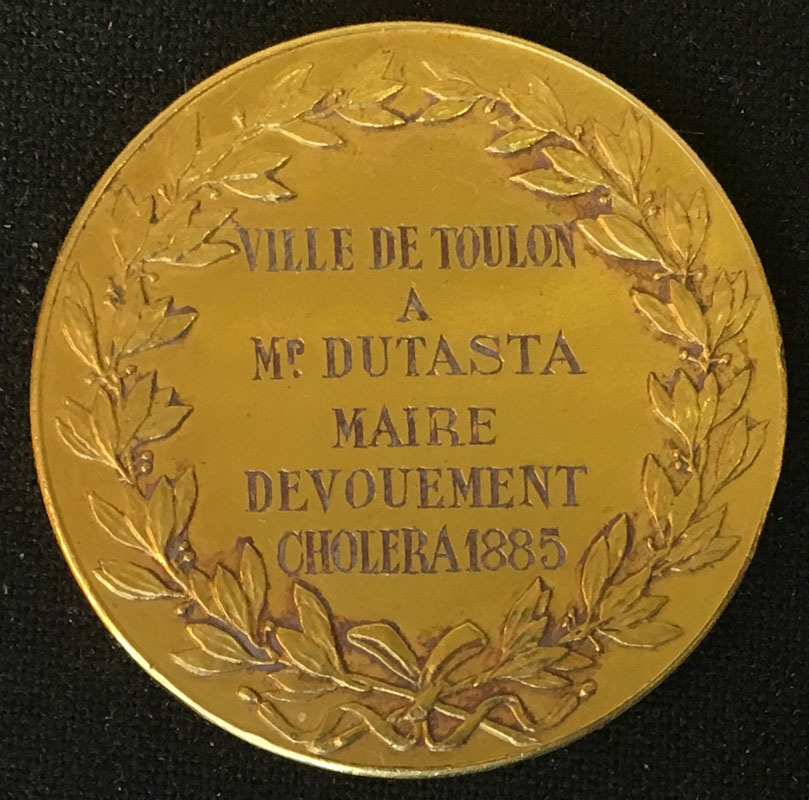 VILLE DE TOULON
A
Mr. DUTASTA
MAIRE
DEVOUEMENT
CHOLERA 1885